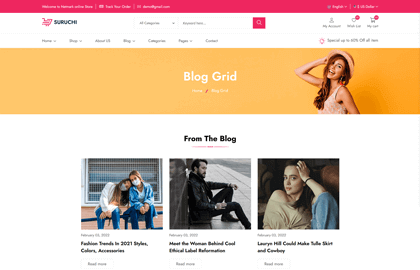 Welcome to Hamark online Store
Track Your Order
demo@gmail.com
English
$ US Dollar
SURUCHI
All Categories
Keyword here...
My Account
Wish List
My cart
Home
Shop
About
Blog
Categories
Pages
Contact
Special up to 60% Off all item
Blog Grid
Home
Blog Grid
From The Blog
February 03, 2022
Fashion Trends In 2021 Styles,
Colors, Accessories
Read more
February 03, 2022
Meet the Woman Behind Cool
Ethical Label Reformation
Read more
February 03, 2022
Lauryn Hill Could Make Tulle Skirt
and Cowboy
Read more